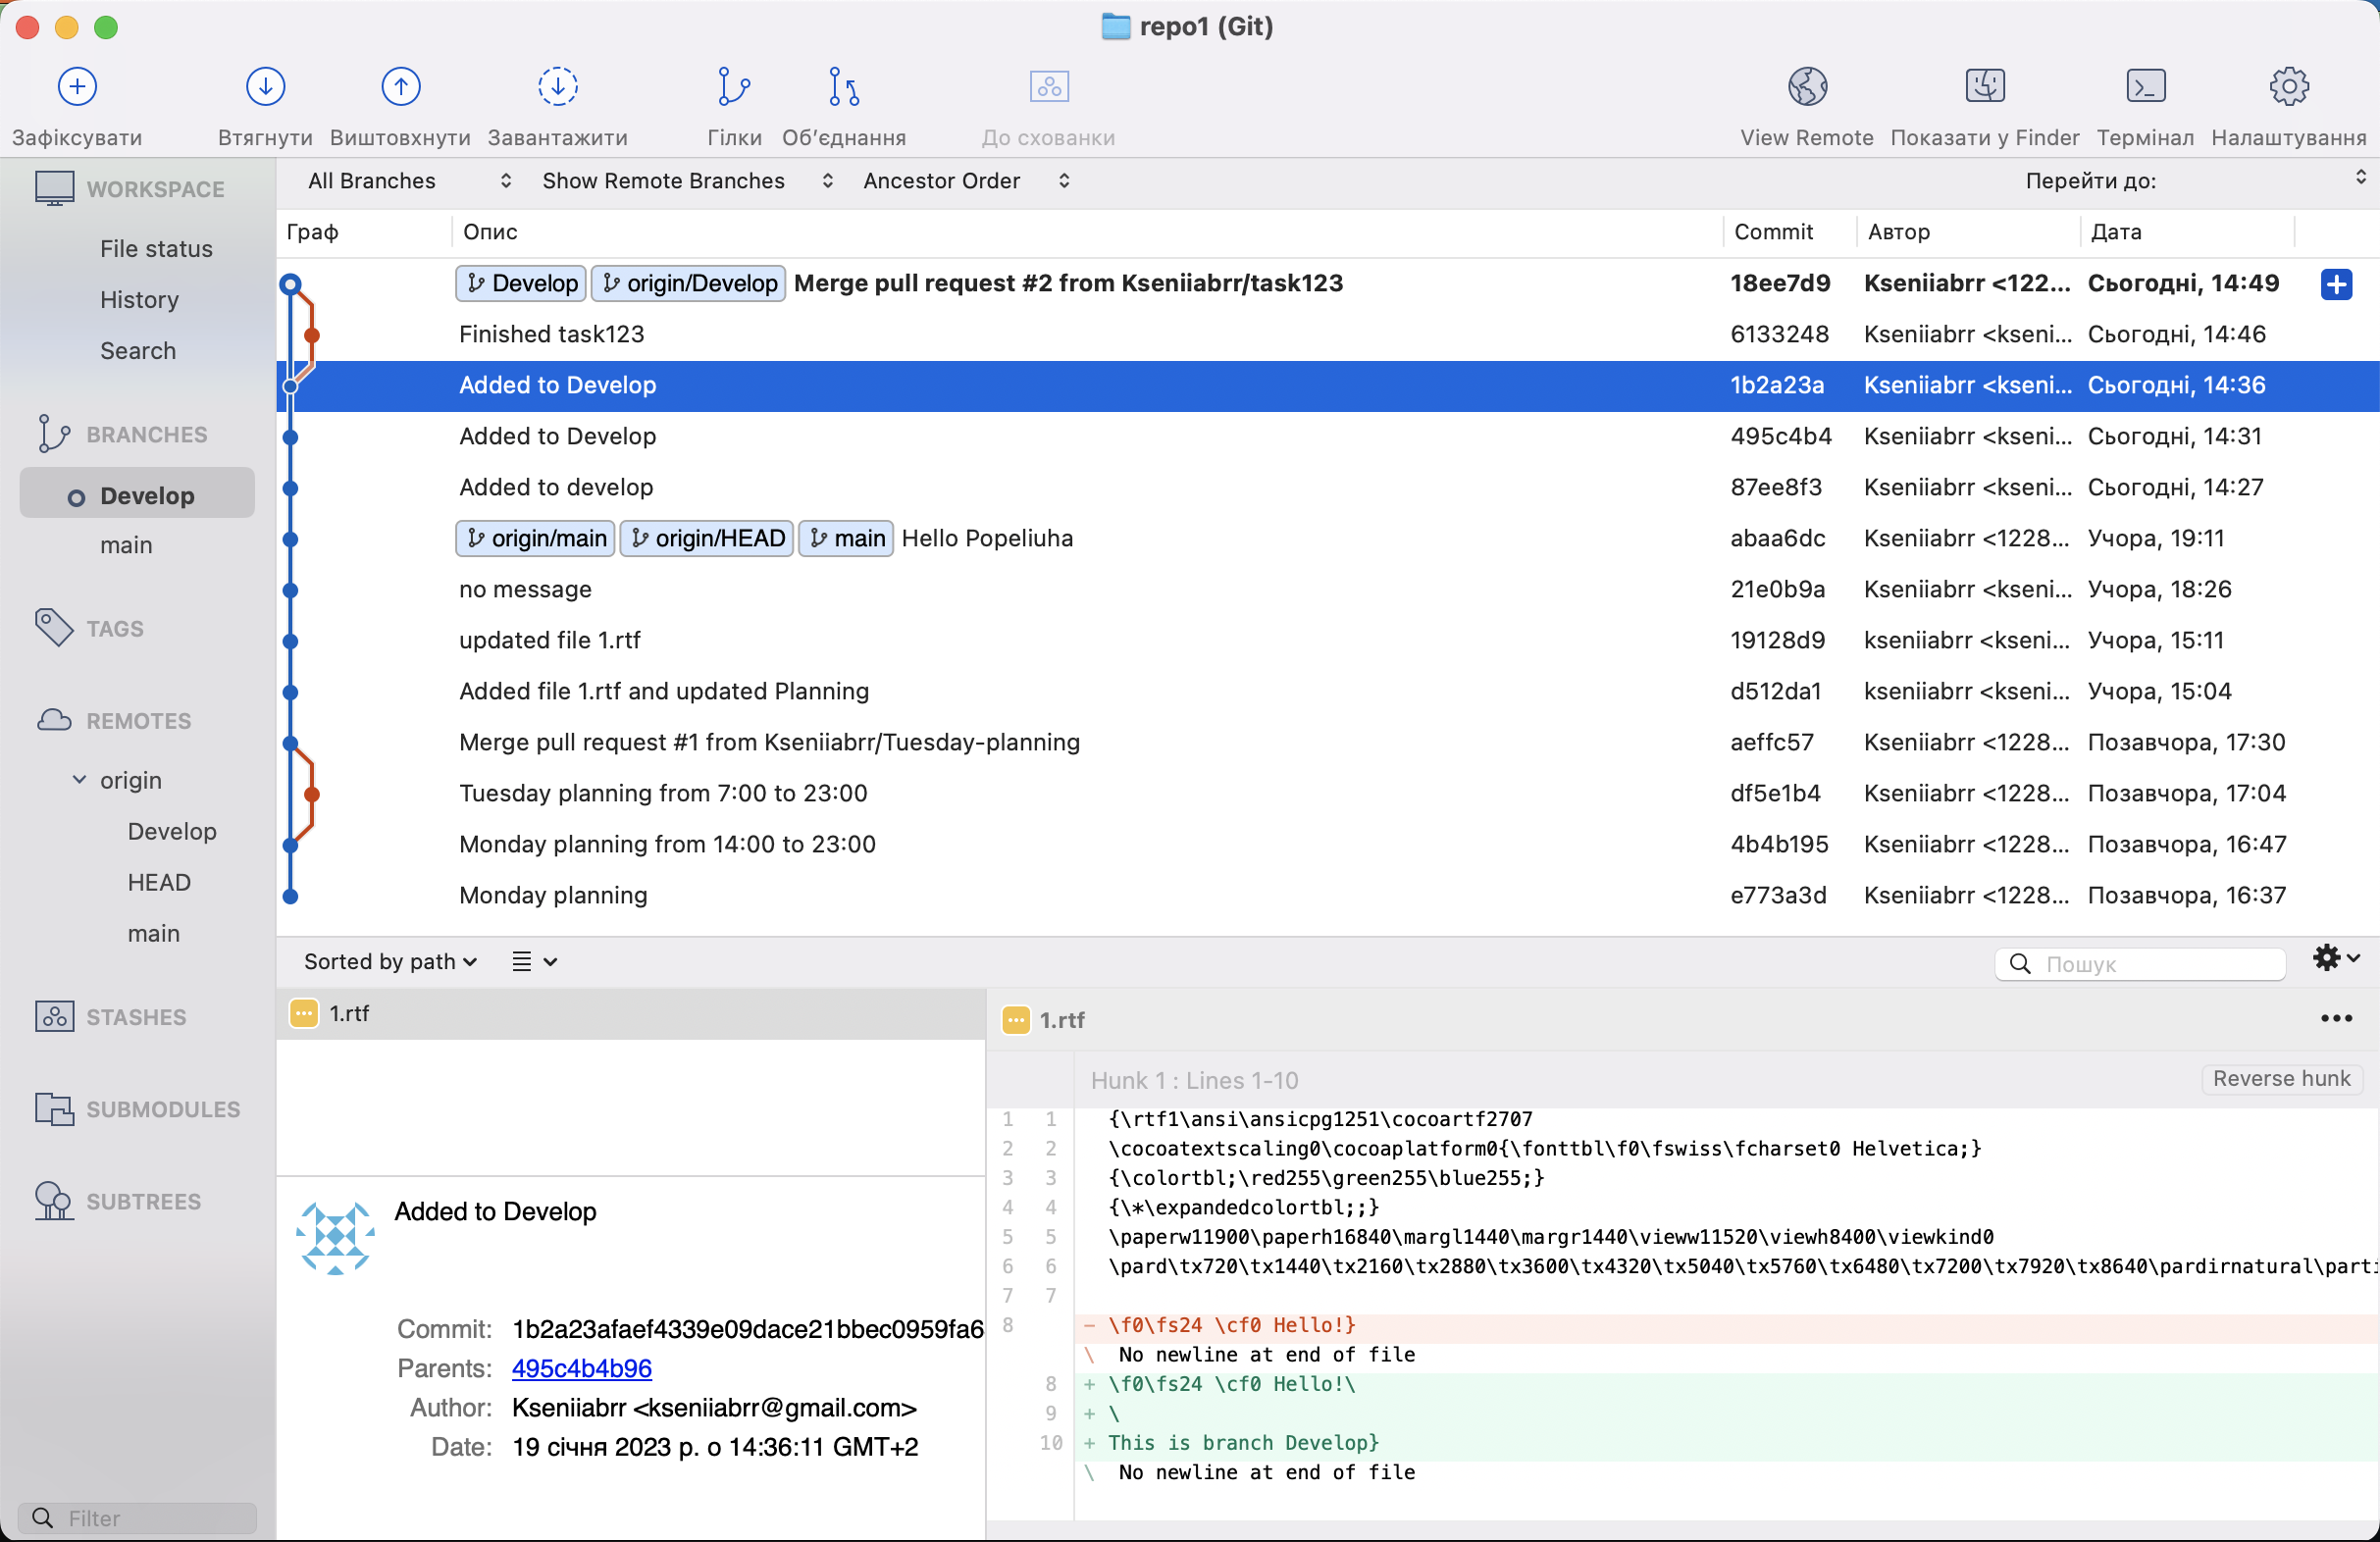 repo1 (Git)
Зафіксувати Втягнути Виштовхнути Завантажити Гілки Об’єднання До схованки View Remote Показати у Finder Термінал Налаштування
WORKSPACE
File status
History
Search
BRANCHES
Develop
main
TAGS
REMOTES
origin
Develop
HEAD
main
STASHES
SUBMODULES
SUBTREES
Filter
All Branches Show Remote Branches Ancestor Order Перейти до:
Граф Опис Commit Автор Дата
Develop origin/Develop Merge pull request #2 from Kseniiabrr/task123 18ee7d9 Kseniiabrr <122... Сьогодні, 14:49
Finished task123 6133248 Kseniiabrr <kseni... Сьогодні, 14:46
Added to Develop 1b2a23a Kseniiabrr <kseni... Сьогодні, 14:36
Added to Develop 495c4b4 Kseniiabrr <kseni... Сьогодні, 14:31
Added to develop 87ee8f3 Kseniiabrr <kseni... Сьогодні, 14:27
origin/main origin/HEAD main Hello Popeliuha abaa6dc Kseniiabrr <1228... Учора, 19:11
no message 21e0b9a Kseniiabrr <kseni... Учора, 18:26
updated file 1.rtf 19128d9 kseniiabrr <kseni... Учора, 15:11
Added file 1.rtf and updated Planning d512da1 kseniiabrr <kseni... Учора, 15:04
Merge pull request #1 from Kseniiabrr/Tuesday-planning aeffc57 Kseniiabrr <1228... Позавчора, 17:30
Tuesday planning from 7:00 to 23:00 df5e1b4 Kseniiabrr <1228... Позавчора, 17:04
Monday planning from 14:00 to 23:00 4b4b195 Kseniiabrr <1228... Позавчора, 16:47
Monday planning e773a3d Kseniiabrr <1228... Позавчора, 16:37
Sorted by path Пошук
1.rtf
Added to Develop
Commit: 1b2a23afaef4339e09dace21bbec0959fa6
Parents: 495c4b4b96
Author: Kseniiabrr <kseniiabrr@gmail.com>
Date: 19 січня 2023 р. о 14:36:11 GMT+2
1.rtf
Hunk 1 : Lines 1-10 Reverse hunk
1 1 {\rtf1\ansi\ansicpg1251\cocoartf2707
2 2 \cocoatextscaling0\cocoaplatform0{\fonttbl\f0\fswiss\fcharset0 Helvetica;}
3 3 {\colortbl;\red255\green255\blue255;}
4 4 {\*\expandedcolortbl;;}
5 5 \paperw11900\paperh16840\margl1440\margr1440\vieww11520\viewh8400\viewkind0
6 6 \pard\tx720\tx1440\tx2160\tx2880\tx3600\tx4320\tx5040\tx5760\tx6480\tx7200\tx7920\tx8640\pardirnatural\parti
7 7
8 - \f0\fs24 \cf0 Hello!}
\ No newline at end of file
8 + \f0\fs24 \cf0 Hello!\
9 + \
10 + This is branch Develop}
\ No newline at end of file